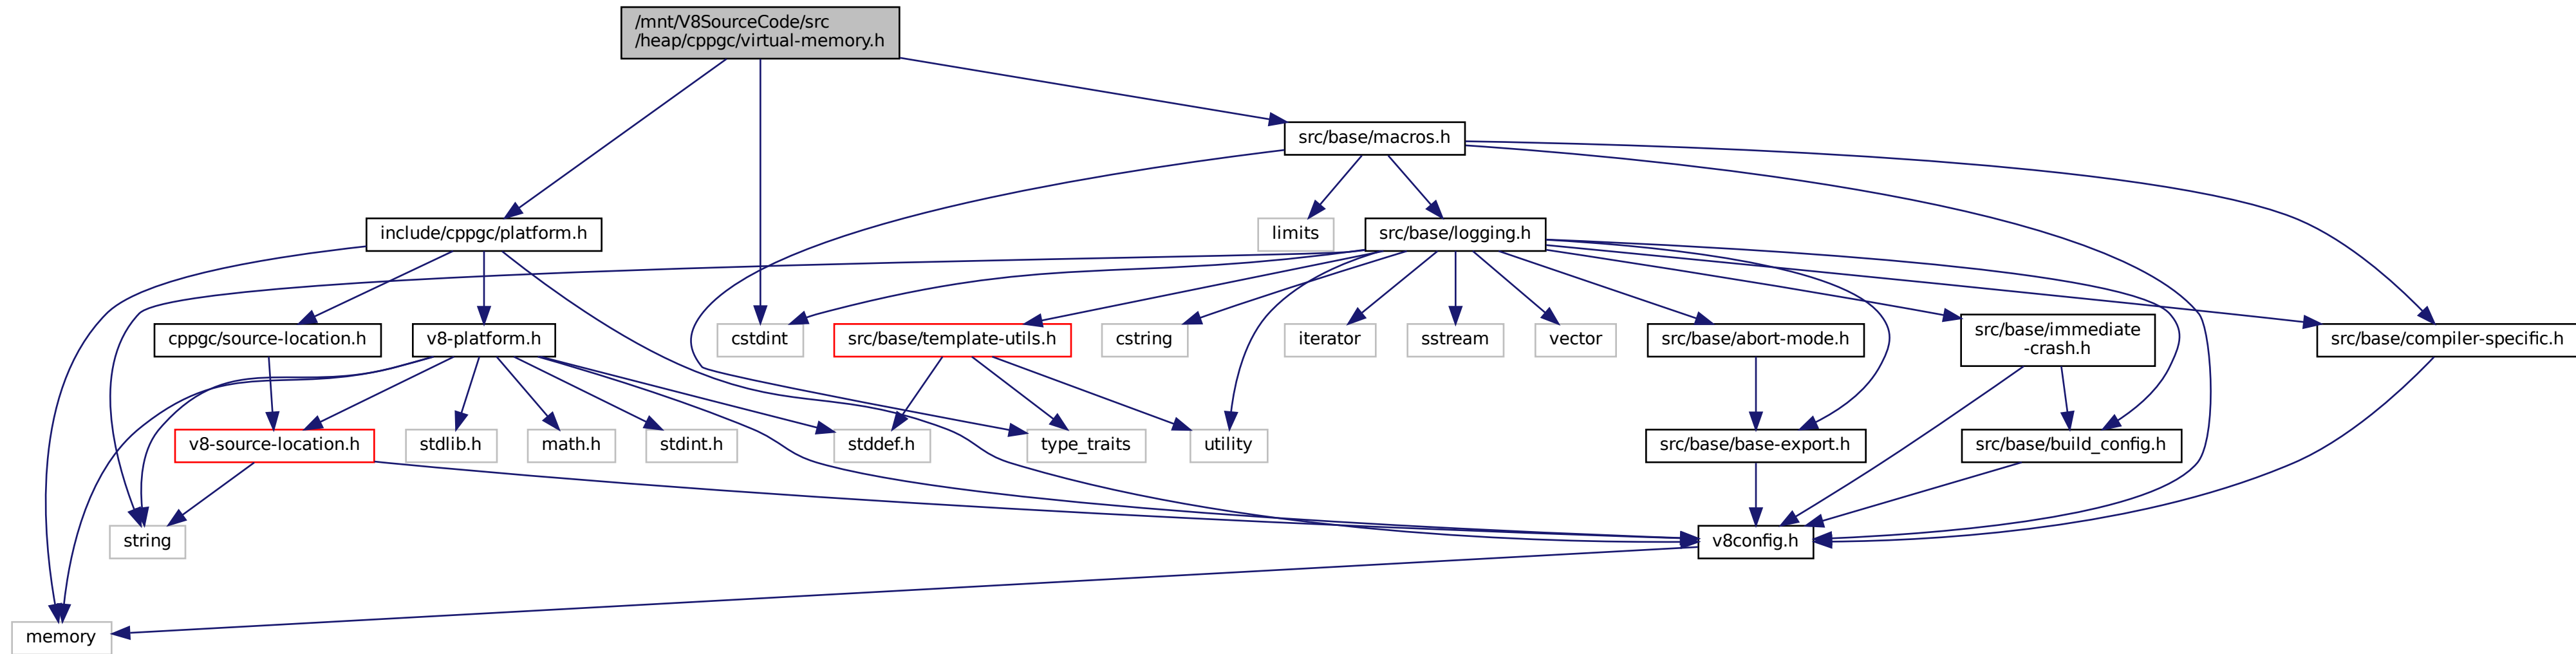 /mnt/V8SourceCode/src
/heap/cppgc/virtual-memory.h
src/base/macros.h
include/cppgc/platform.h
limits
src/base/logging.h
cppgc/source-location.h
v8-platform.h
cstdint
src/base/template-utils.h
cstring
iterator
sstream
vector
src/base/abort-mode.h
src/base/immediate
-crash.h
src/base/compiler-specific.h
v8-source-location.h
stdlib.h
math.h
stdint.h
stddef.h
type_traits
utility
src/base/base-export.h
src/base/build_config.h
string
v8config.h
memory